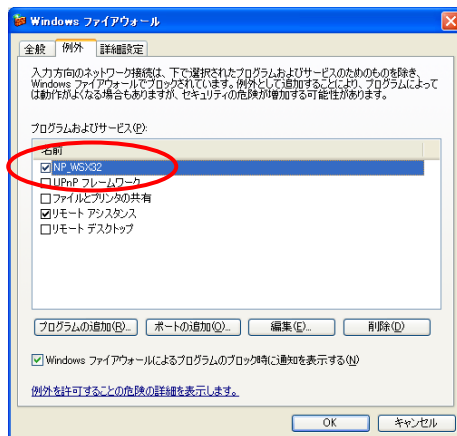 Windows ファイアウォール
全般
例外
詳細設定
入力方向のネットワーク接続は、下で選択されたプログラムおよびサービスのためのものを除き、
Windows ファイアウォールでブロックされています。例外として追加することにより、プログラムによって
は動作がよくなる場合もありますが、セキュリティの危険が増加する可能性があります。
プログラムおよびサービス(P):
名前
NP_WSX32
UPnP フレームワーク
ファイルとプリンタの共有
リモート アシスタンス
リモート デスクトップ
プログラムの追加(R)...
ポートの追加(O)...
編集(E)...
削除(D)
Windows ファイアウォールによるプログラムのブロック時に通知を表示する(N)
例外を許可することの危険の詳細を表示します。
OK
キャンセル